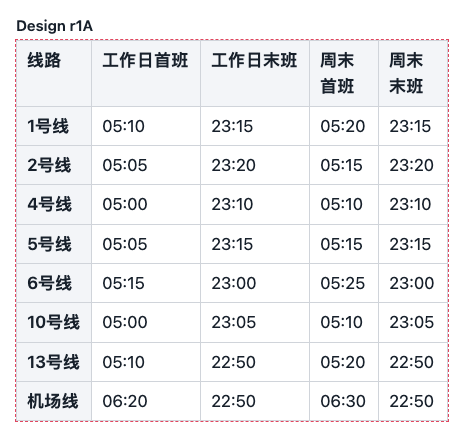 Design r1A
线路 工作日首班 工作日末班 周末首班 周末末班
1号线 05:10 23:15 05:20 23:15
2号线 05:05 23:20 05:15 23:20
4号线 05:00 23:10 05:10 23:10
5号线 05:05 23:15 05:15 23:15
6号线 05:15 23:00 05:25 23:00
10号线 05:00 23:05 05:10 23:05
13号线 05:10 22:50 05:20 22:50
机场线 06:20 22:50 06:30 22:50